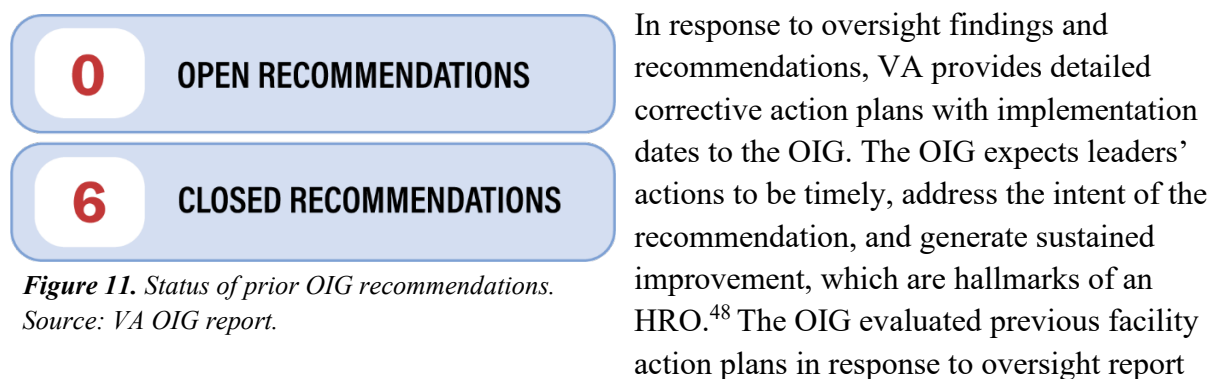 0 OPEN RECOMMENDATIONS
6 CLOSED RECOMMENDATIONS
Figure 11. Status of prior OIG recommendations.
Source: VA OIG report.
In response to oversight findings and
recommendations, VA provides detailed
corrective action plans with implementation
dates to the OIG. The OIG expects leaders’
actions to be timely, address the intent of the
recommendation, and generate sustained
improvement, which are hallmarks of an
HRO.48 The OIG evaluated previous facility
action plans in response to oversight report